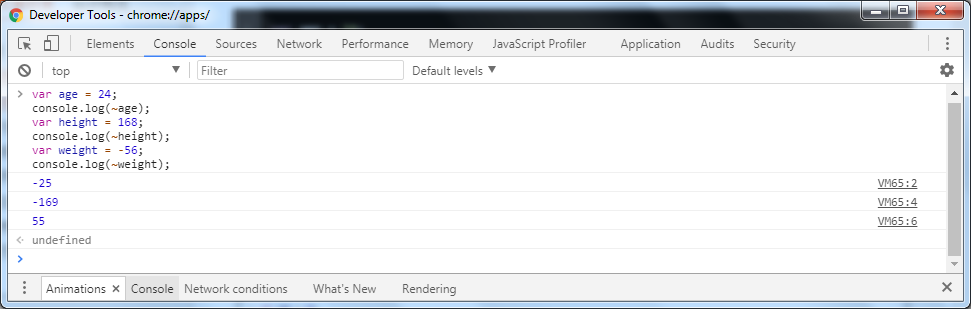 Developer Tools - chrome://apps/
Elements Console Sources Network Performance Memory JavaScript Profiler Application Audits Security
top Filter Default levels
var age = 24;
console.log(~age);
var height = 168;
console.log(~height);
var weight = -56;
console.log(~weight);
-25 VM65:2
-169 VM65:4
55 VM65:6
undefined
Animations Console Network conditions What's New Rendering